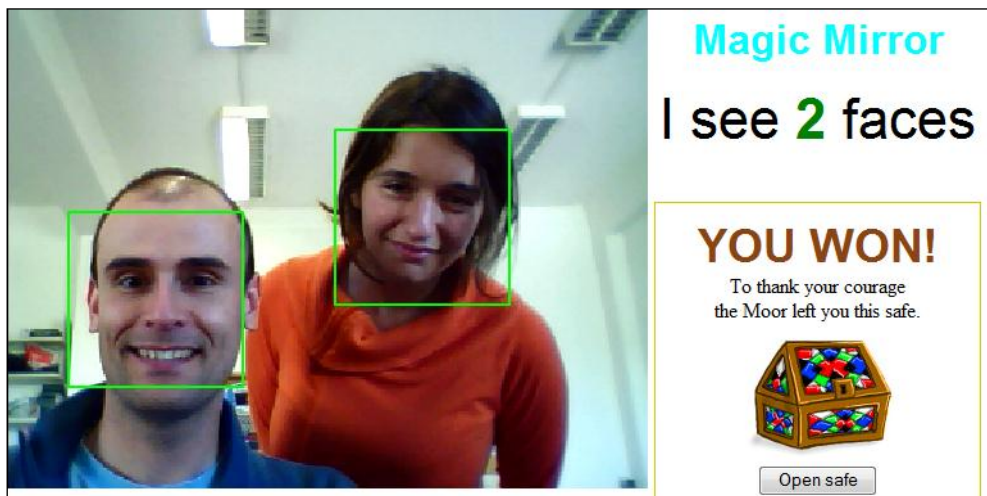 Magic Mirror
I see 2 faces
YOU WON!
To thank your courage
the Moor left you this safe.
Open safe